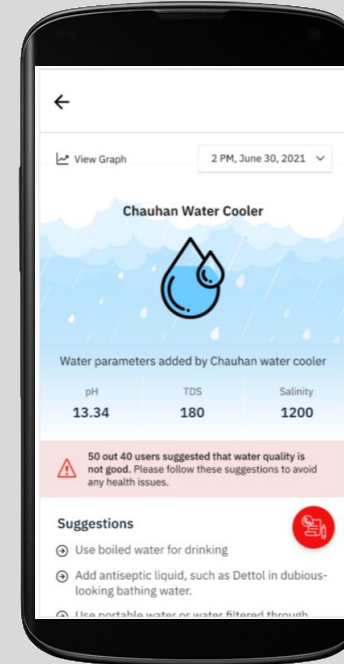 View Graph
2 PM, June 30, 2021
Chauhan Water Cooler
Water parameters added by Chauhan water cooler
pH TDS Salinity
13.34 180 1200
50 out 40 users suggested that water quality is
not good. Please follow these suggestions to avoid
any health issues.
Suggestions
Use boiled water for drinking
Add antiseptic liquid, such as Dettol in dubious-
looking bathing water.
Use portable water or water filtered through